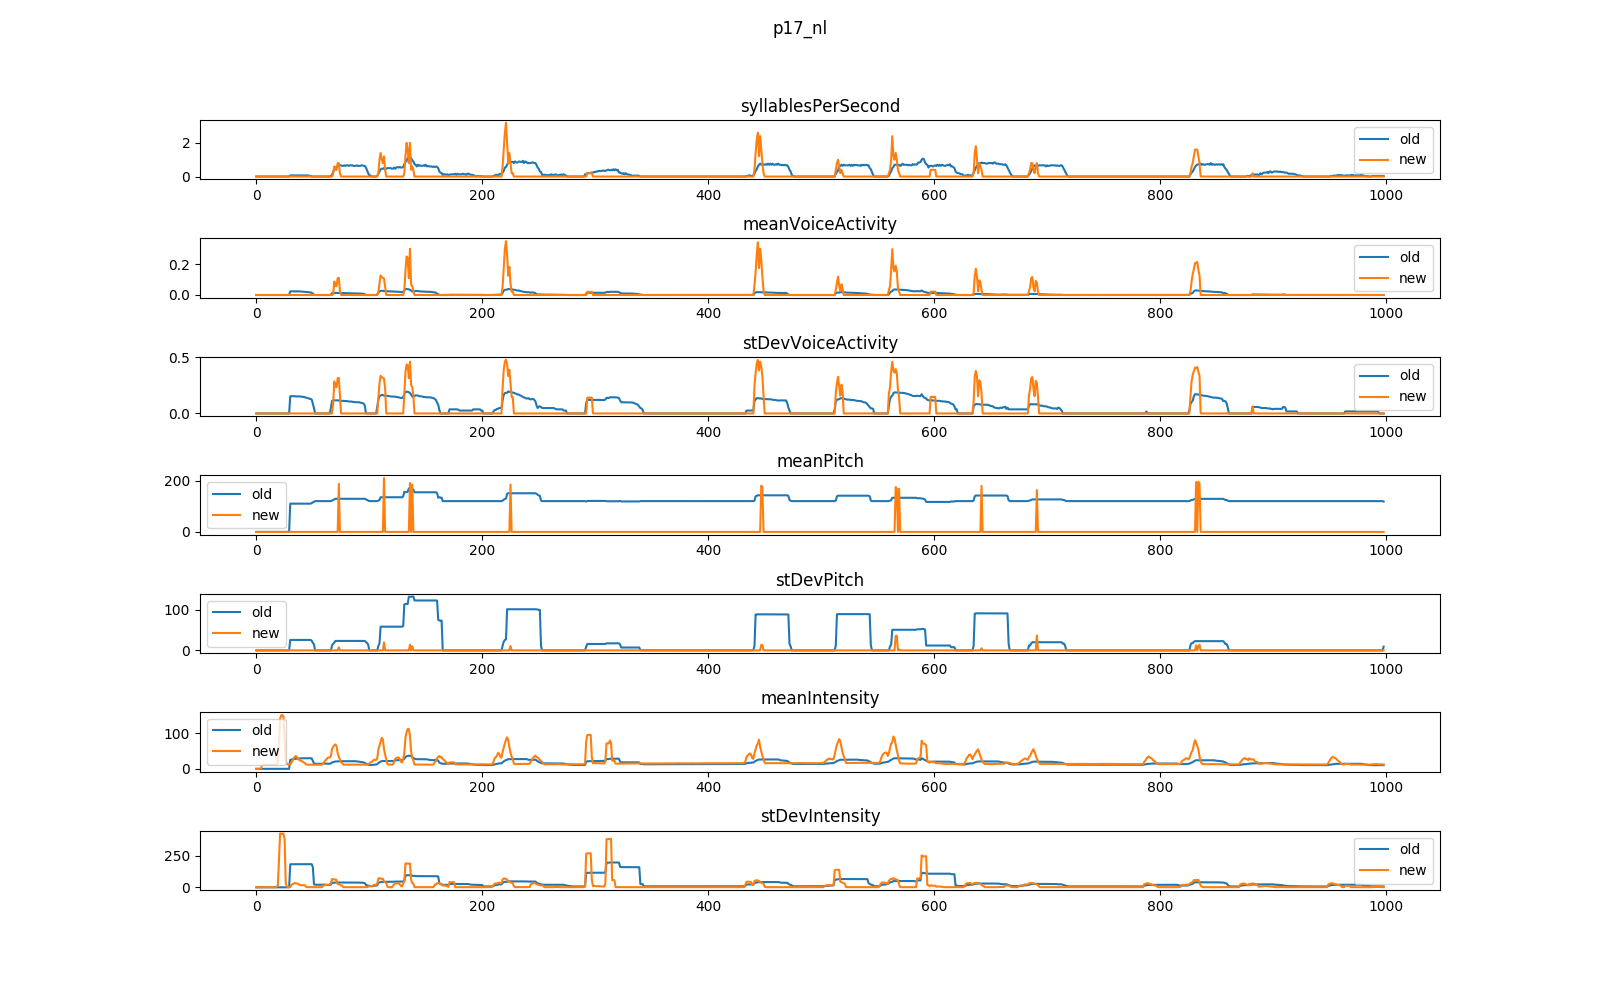 p17_nl
syllablesPerSecond
2
0
old
new
0 200 400 600 800 1000
meanVoiceActivity
0.2
0.0
old
new
0 200 400 600 800 1000
stDevVoiceActivity
0.5
0.0
old
new
0 200 400 600 800 1000
meanPitch
200
0
old
new
0 200 400 600 800 1000
stDevPitch
100
0
old
new
0 200 400 600 800 1000
meanIntensity
100
0
old
new
0 200 400 600 800 1000
stDevIntensity
250
0
old
new
0 200 400 600 800 1000